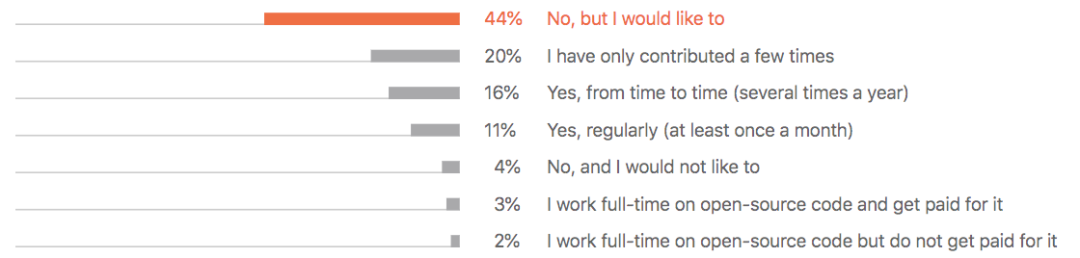 44% No, but I would like to
20% I have only contributed a few times
16% Yes, from time to time (several times a year)
11% Yes, regularly (at least once a month)
4% No, and I would not like to
3% I work full-time on open-source code and get paid for it
2% I work full-time on open-source code but do not get paid for it